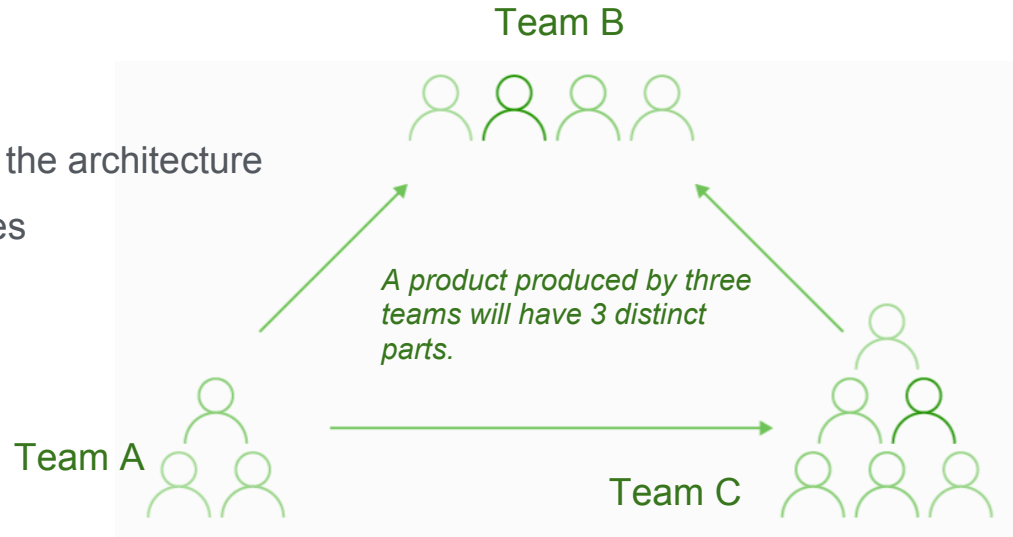 Team B
the architecture
es
A product produced by three
teams will have 3 distinct
parts.
Team A
Team C